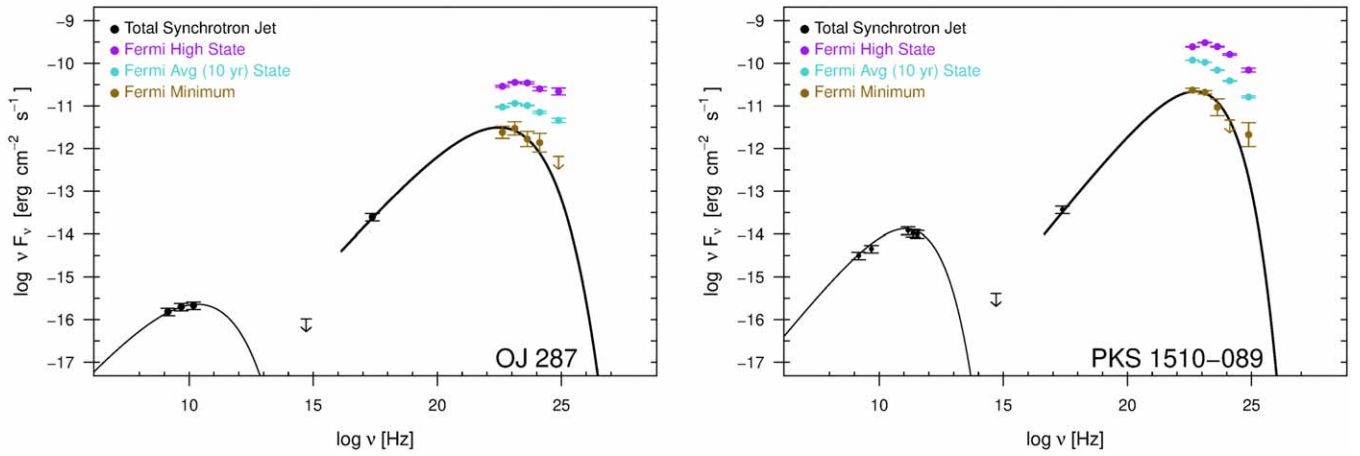 Total Synchrotron Jet
Fermi High State
Fermi Avg (10 yr) State
Fermi Minimum
−9
−10
−11
−12
−13
−14
−15
−16
−17
log ν Fν [erg cm−2 s−1]
OJ 287
10
15
20
25
log ν [Hz]
Total Synchrotron Jet
Fermi High State
Fermi Avg (10 yr) State
Fermi Minimum
−9
−10
−11
−12
−13
−14
−15
−16
−17
log ν Fν [erg cm−2 s−1]
PKS 1510−089
10
15
20
25
log ν [Hz]